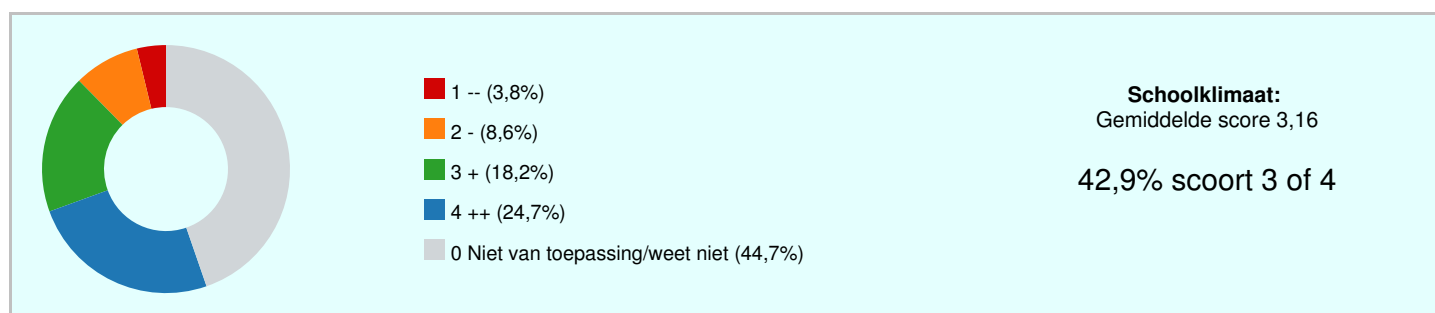 1 -- (3,8%)
2 - (8,6%)
3 + (18,2%)
4 ++ (24,7%)
0 Niet van toepassing/weet niet (44,7%)
Schoolklimaat:
Gemiddelde score 3,16
42,9% scoort 3 of 4